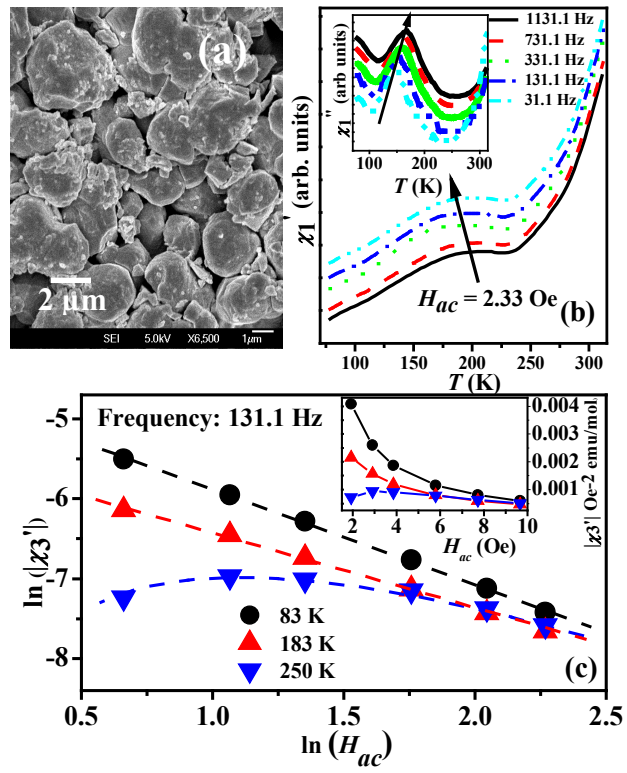 (a)
2 μm
SEI 5.0kV X6,500 1μm
χ1' (arb. units)
χ1'' (arb units)
70 140 210 300
T (K)
1131.1 Hz
731.1 Hz
331.1 Hz
131.1 Hz
31.1 Hz
Hac = 2.33 Oe
(b)
100 150 200 250 300
T (K)
Frequency: 131.1 Hz
ln (|χ3'|)
-5
-6
-7
-8
0.004
0.003
0.002
0.001
|χ3'| Oe-2 emu/mol
2 4 6 8 10
Hac (Oe)
83 K
183 K
250 K
(c)
0.5 1.0 1.5 2.0 2.5
ln (Hac)